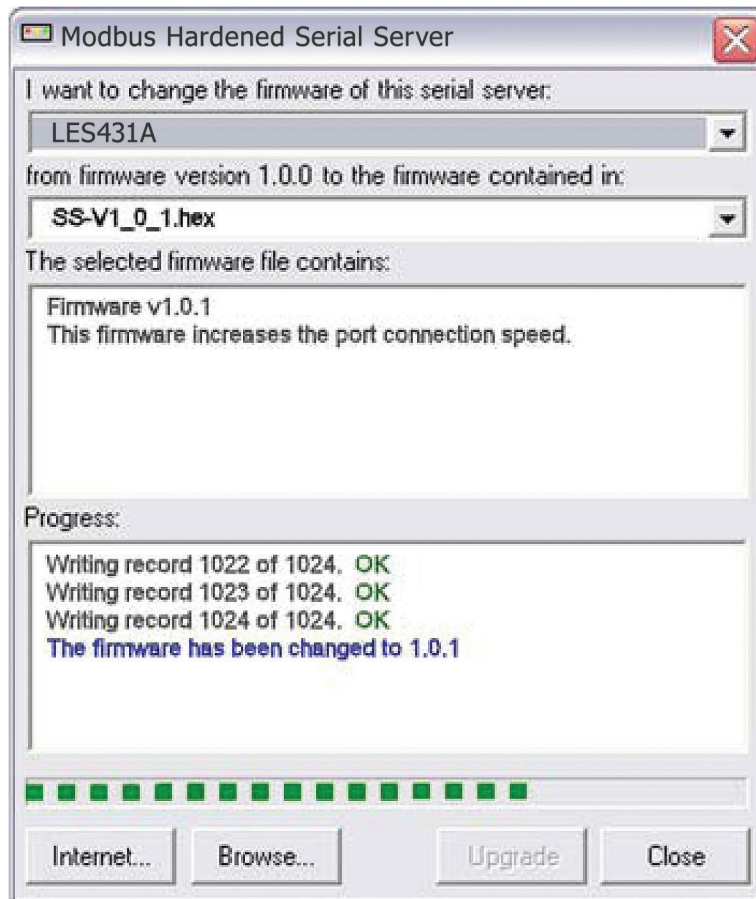 Modbus Hardened Serial Server
I want to change the firmware of this serial server:
LES431A
from firmware version 1.0.0 to the firmware contained in:
SS-V1_0_1.hex
The selected firmware file contains:
Firmware v1.0.1
This firmware increases the port connection speed.
Progress:
Writing record 1022 of 1024. OK
Writing record 1023 of 1024. OK
Writing record 1024 of 1024. OK
The firmware has been changed to 1.0.1
Internet... Browse... Upgrade Close